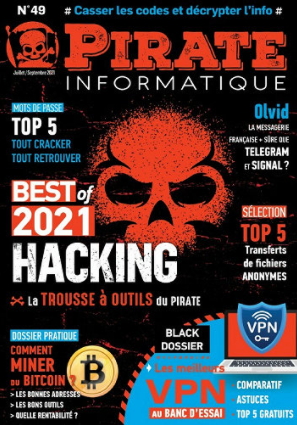 N°49
# Casser les codes et décrypter l'info #
PIRATE
INFORMATIQUE
Juillet / Septembre 2021
MOTS DE PASSE
TOP 5
TOUT CRACKER
TOUT RETROUVER
Olvid
LA MESSAGERIE
FRANÇAISE + SÛRE QUE
TELEGRAM
ET SIGNAL ?
BEST of
2021
HACKING
La TROUSSE À OUTILS du PIRATE
SÉLECTION
TOP 5
Transferts
de fichiers
ANONYMES
DOSSIER PRATIQUE
COMMENT
MINER
du BITCOIN ?
> LES BONNES ADRESSES
> LES BONS OUTILS
> QUELLE RENTABILITÉ ?
BLACK
DOSSIER
+ Les meilleurs
VPN
AU BANC D'ESSAI
VPN
COMPARATIF
+ ASTUCES
+ TOP 5 GRATUITS